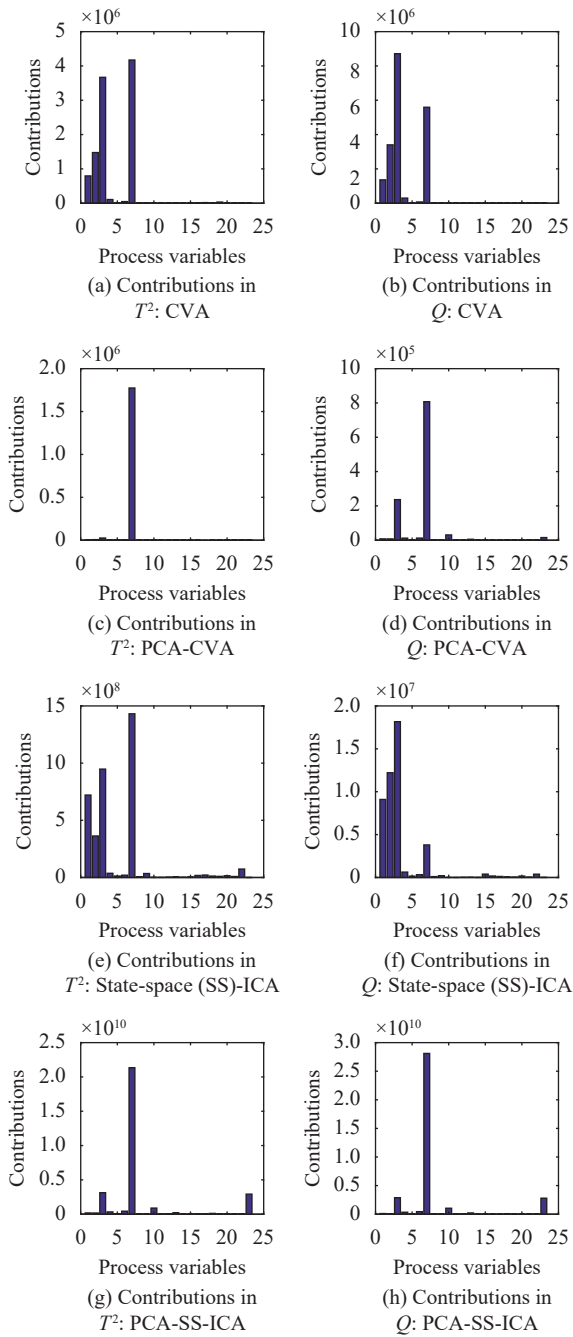 ×10⁶
5
4
3
2
1
0
Contributions
0 5 10 15 20 25
Process variables
(a) Contributions in
T²: CVA
×10⁶
10
8
6
4
2
0
Contributions
0 5 10 15 20 25
Process variables
(b) Contributions in
Q: CVA
×10⁶
2.0
1.5
1.0
0.5
0
Contributions
0 5 10 15 20 25
Process variables
(c) Contributions in
T²: PCA-CVA
×10⁵
10
8
6
4
2
0
Contributions
0 5 10 15 20 25
Process variables
(d) Contributions in
Q: PCA-CVA
×10⁸
15
10
5
0
Contributions
0 5 10 15 20 25
Process variables
(e) Contributions in
T²: State-space (SS)-ICA
×10⁷
2.0
1.5
1.0
0.5
0
Contributions
0 5 10 15 20 25
Process variables
(f) Contributions in
Q: State-space (SS)-ICA
×10¹⁰
2.5
2.0
1.5
1.0
0.5
0
Contributions
0 5 10 15 20 25
Process variables
(g) Contributions in
T²: PCA-SS-ICA
×10¹⁰
3.0
2.5
2.0
1.5
1.0
0.5
0
Contributions
0 5 10 15 20 25
Process variables
(h) Contributions in
Q: PCA-SS-ICA